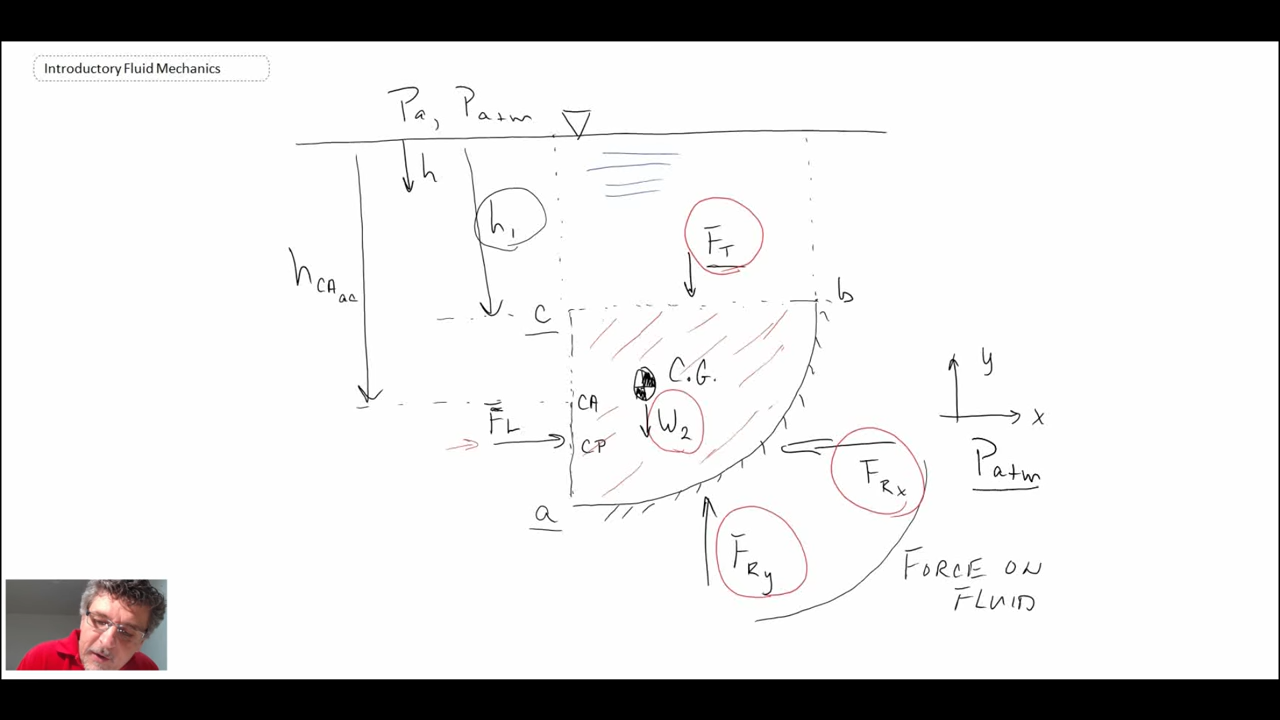 Introductory Fluid Mechanics
Pa, Patm
h
h1
hCAac
FT
c
b
C.G.
CA
FL
W2
CP
a
y
x
Patm
FRx
FRy
FORCE ON
FLUID